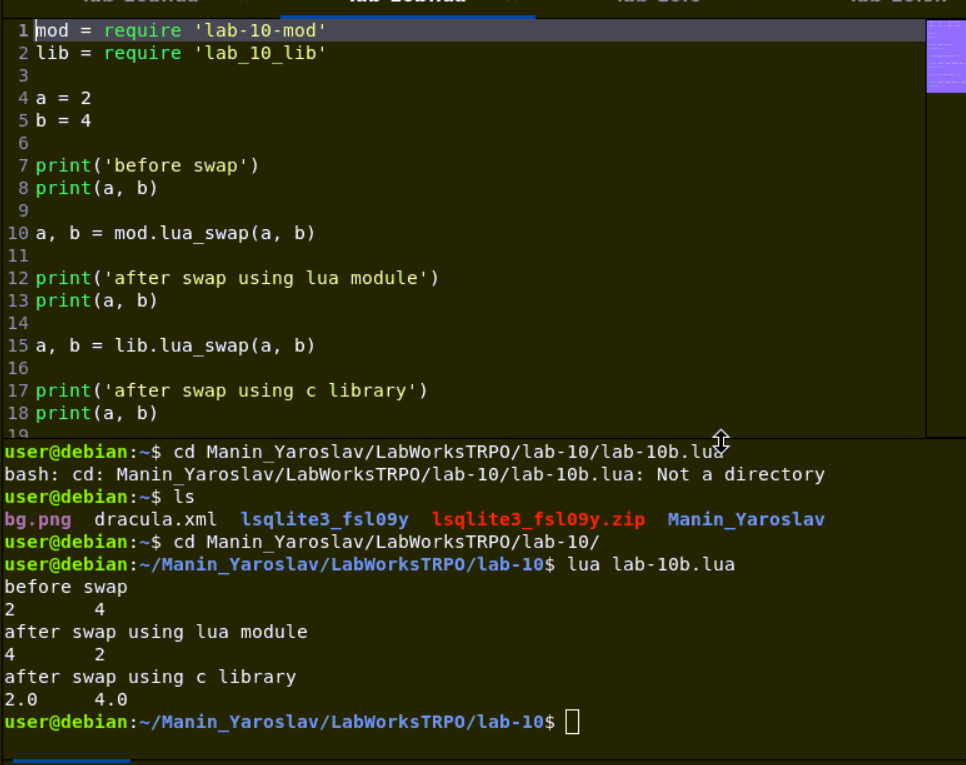 1 mod = require 'lab-10-mod'
2 lib = require 'lab_10_lib'
3
4 a = 2
5 b = 4
6
7 print('before swap')
8 print(a, b)
9
10 a, b = mod.lua_swap(a, b)
11
12 print('after swap using lua module')
13 print(a, b)
14
15 a, b = lib.lua_swap(a, b)
16
17 print('after swap using c library')
18 print(a, b)
19
user@debian:~$ cd Manin_Yaroslav/LabWorksTRPO/lab-10/lab-10b.lua
bash: cd: Manin_Yaroslav/LabWorksTRPO/lab-10/lab-10b.lua: Not a directory
user@debian:~$ ls
bg.png dracula.xml lsqlite3_fsl09y lsqlite3_fsl09y.zip Manin_Yaroslav
user@debian:~$ cd Manin_Yaroslav/LabWorksTRPO/lab-10/
user@debian:~/Manin_Yaroslav/LabWorksTRPO/lab-10$ lua lab-10b.lua
before swap
2 4
after swap using lua module
4 2
after swap using c library
2.0 4.0
user@debian:~/Manin_Yaroslav/LabWorksTRPO/lab-10$